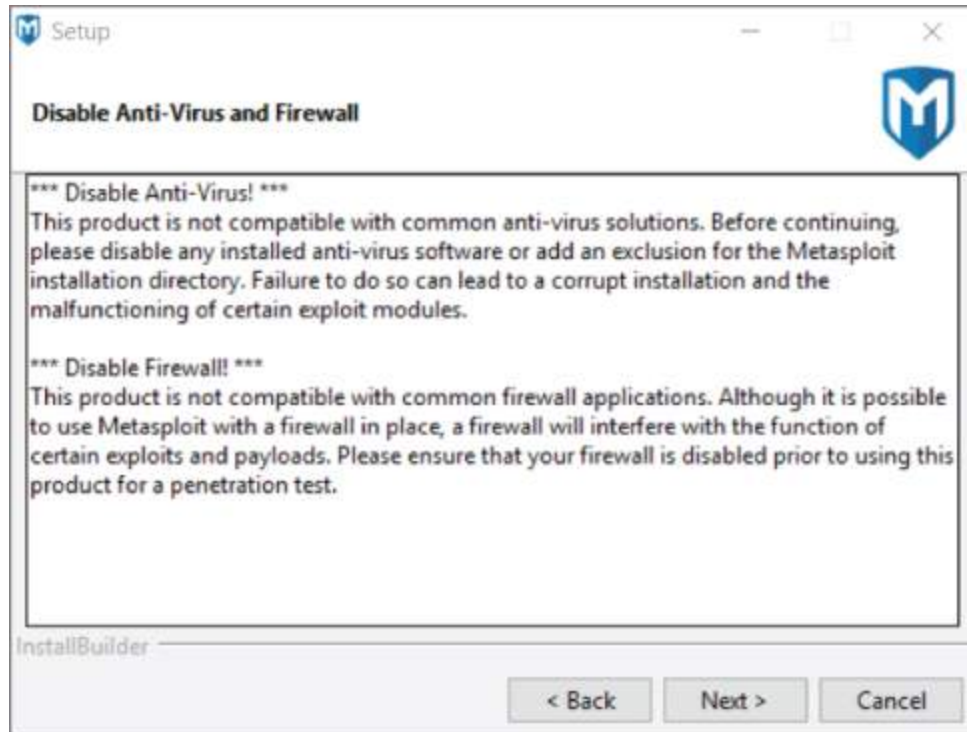 Setup
Disable Anti-Virus and Firewall
*** Disable Anti-Virus! ***
This product is not compatible with common anti-virus solutions. Before continuing,
please disable any installed anti-virus software or add an exclusion for the Metasploit
installation directory. Failure to do so can lead to a corrupt installation and the
malfunctioning of certain exploit modules.
*** Disable Firewall! ***
This product is not compatible with common firewall applications. Although it is possible
to use Metasploit with a firewall in place, a firewall will interfere with the function of
certain exploits and payloads. Please ensure that your firewall is disabled prior to using this
product for a penetration test.
InstallBuilder
< Back Next > Cancel